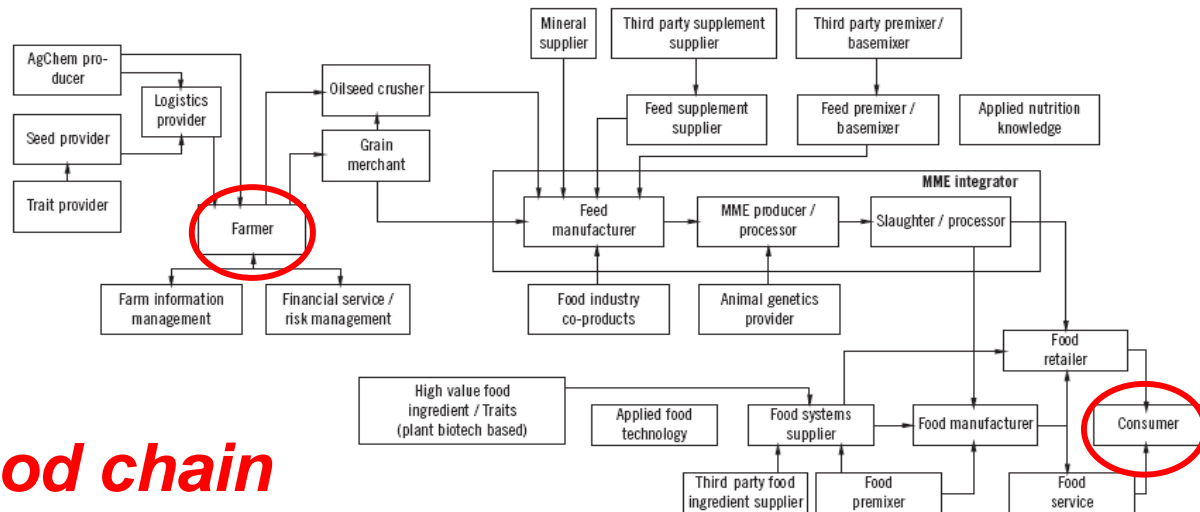 Mineral
supplier
Third party supplement
supplier
Third party premixer/
basemixer
AgChem pro-
ducer
Logistics
provider
Oilseed crusher
Feed supplement
supplier
Feed premixer /
basemixer
Applied nutrition
knowledge
Seed provider
Grain
merchant
Trait provider
MME integrator
Farmer
Feed
manufacturer
MME producer /
processor
Slaughter / processor
Farm information
management
Financial service /
risk management
Food industry
co-products
Animal genetics
provider
Food
retailer
High value food
ingredient / Traits
(plant biotech based)
Applied food
technology
Food systems
supplier
Food manufacturer
Consumer
od chain
Third party food
ingredient supplier
Food
premixer
Food
service